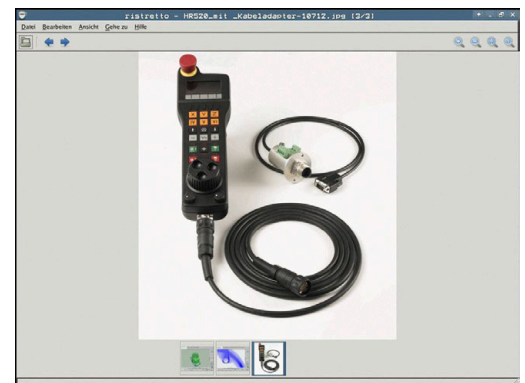 ristretto - HR520_mit _Kabeladapter-10712.jpg [2/2]
Datei Bearbeiten Ansicht Gehe zu Hilfe